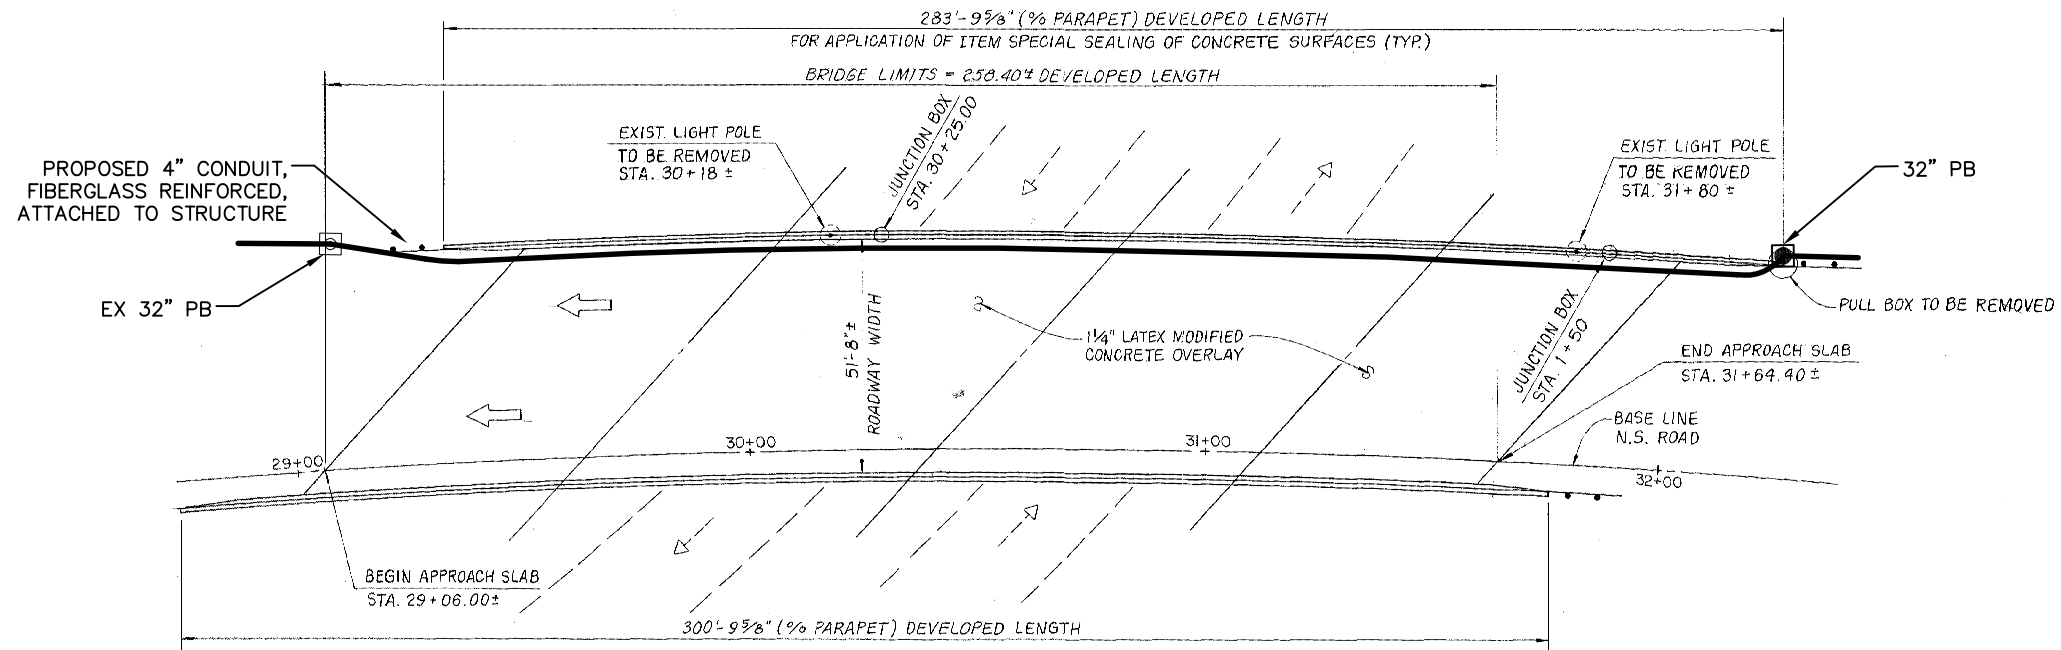 283'-9⅝" (% PARAPET) DEVELOPED LENGTH
FOR APPLICATION OF ITEM SPECIAL SEALING OF CONCRETE SURFACES (TYP.)
BRIDGE LIMITS = 258.40'± DEVELOPED LENGTH
PROPOSED 4" CONDUIT,
FIBERGLASS REINFORCED,
ATTACHED TO STRUCTURE
EXIST. LIGHT POLE
TO BE REMOVED
STA. 30+18 ±
JUNCTION BOX
STA. 30+25.00
EXIST. LIGHT POLE
TO BE REMOVED
STA. 31+80 ±
32" PB
EX 32" PB
PULL BOX TO BE REMOVED
51'-8"±
ROADWAY WIDTH
1¼" LATEX MODIFIED
CONCRETE OVERLAY
JUNCTION BOX
STA. 1+50
END APPROACH SLAB
STA. 31+64.40 ±
BASE LINE
N.S. ROAD
29+00
30+00
31+00
32+00
BEGIN APPROACH SLAB
STA. 29+06.00±
300'-9⅝" (% PARAPET) DEVELOPED LENGTH